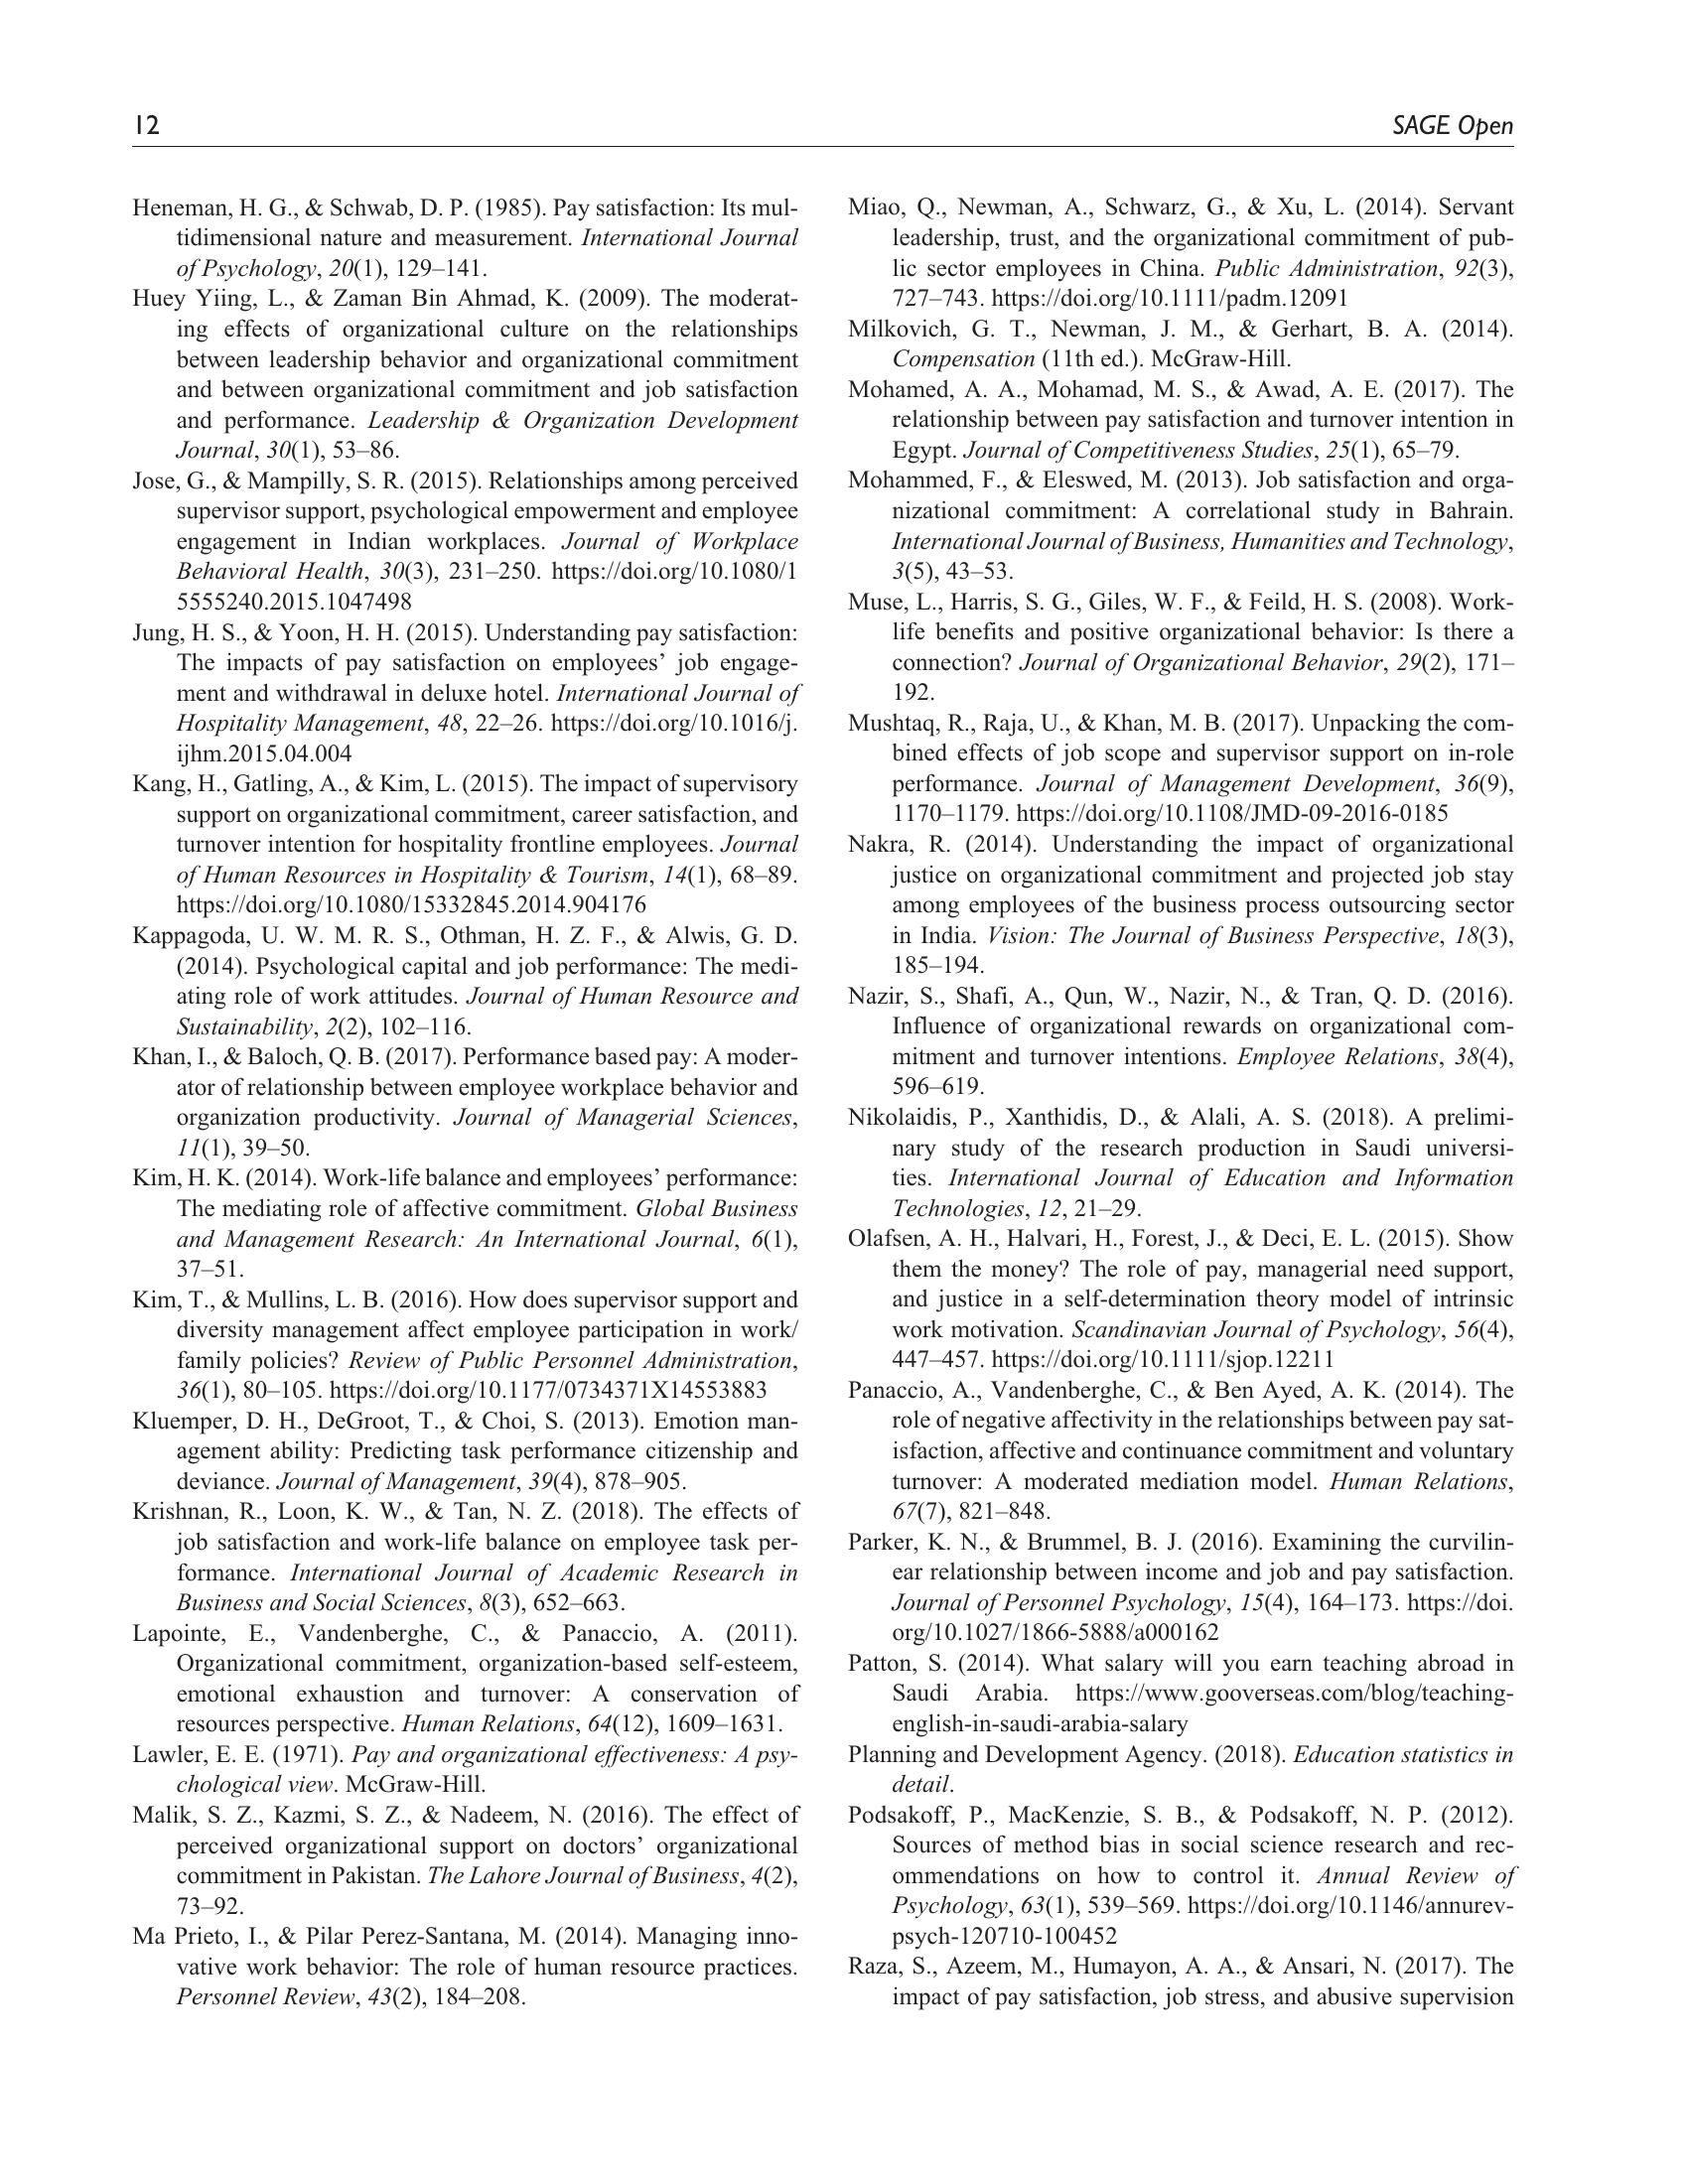 12
SAGE Open
Heneman, H. G., & Schwab, D. P. (1985). Pay satisfaction: Its mul-
tidimensional nature and measurement. International Journal
of Psychology, 20(1), 129–141.
Huey Yiing, L., & Zaman Bin Ahmad, K. (2009). The moderat-
ing effects of organizational culture on the relationships
between leadership behavior and organizational commitment
and between organizational commitment and job satisfaction
and performance. Leadership & Organization Development
Journal, 30(1), 53–86.
Jose, G., & Mampilly, S. R. (2015). Relationships among perceived
supervisor support, psychological empowerment and employee
engagement in Indian workplaces. Journal of Workplace
Behavioral Health, 30(3), 231–250. https://doi.org/10.1080/1
5555240.2015.1047498
Jung, H. S., & Yoon, H. H. (2015). Understanding pay satisfaction:
The impacts of pay satisfaction on employees’ job engage-
ment and withdrawal in deluxe hotel. International Journal of
Hospitality Management, 48, 22–26. https://doi.org/10.1016/j.
ijhm.2015.04.004
Kang, H., Gatling, A., & Kim, L. (2015). The impact of supervisory
support on organizational commitment, career satisfaction, and
turnover intention for hospitality frontline employees. Journal
of Human Resources in Hospitality & Tourism, 14(1), 68–89.
https://doi.org/10.1080/15332845.2014.904176
Kappagoda, U. W. M. R. S., Othman, H. Z. F., & Alwis, G. D.
(2014). Psychological capital and job performance: The medi-
ating role of work attitudes. Journal of Human Resource and
Sustainability, 2(2), 102–116.
Khan, I., & Baloch, Q. B. (2017). Performance based pay: A moder-
ator of relationship between employee workplace behavior and
organization productivity. Journal of Managerial Sciences,
11(1), 39–50.
Kim, H. K. (2014). Work-life balance and employees’ performance:
The mediating role of affective commitment. Global Business
and Management Research: An International Journal, 6(1),
37–51.
Kim, T., & Mullins, L. B. (2016). How does supervisor support and
diversity management affect employee participation in work/
family policies? Review of Public Personnel Administration,
36(1), 80–105. https://doi.org/10.1177/0734371X14553883
Kluemper, D. H., DeGroot, T., & Choi, S. (2013). Emotion man-
agement ability: Predicting task performance citizenship and
deviance. Journal of Management, 39(4), 878–905.
Krishnan, R., Loon, K. W., & Tan, N. Z. (2018). The effects of
job satisfaction and work-life balance on employee task per-
formance. International Journal of Academic Research in
Business and Social Sciences, 8(3), 652–663.
Lapointe, E., Vandenberghe, C., & Panaccio, A. (2011).
Organizational commitment, organization-based self-esteem,
emotional exhaustion and turnover: A conservation of
resources perspective. Human Relations, 64(12), 1609–1631.
Lawler, E. E. (1971). Pay and organizational effectiveness: A psy-
chological view. McGraw-Hill.
Malik, S. Z., Kazmi, S. Z., & Nadeem, N. (2016). The effect of
perceived organizational support on doctors’ organizational
commitment in Pakistan. The Lahore Journal of Business, 4(2),
73–92.
Ma Prieto, I., & Pilar Perez-Santana, M. (2014). Managing inno-
vative work behavior: The role of human resource practices.
Personnel Review, 43(2), 184–208.
Miao, Q., Newman, A., Schwarz, G., & Xu, L. (2014). Servant
leadership, trust, and the organizational commitment of pub-
lic sector employees in China. Public Administration, 92(3),
727–743. https://doi.org/10.1111/padm.12091
Milkovich, G. T., Newman, J. M., & Gerhart, B. A. (2014).
Compensation (11th ed.). McGraw-Hill.
Mohamed, A. A., Mohamad, M. S., & Awad, A. E. (2017). The
relationship between pay satisfaction and turnover intention in
Egypt. Journal of Competitiveness Studies, 25(1), 65–79.
Mohammed, F., & Eleswed, M. (2013). Job satisfaction and orga-
nizational commitment: A correlational study in Bahrain.
International Journal of Business, Humanities and Technology,
3(5), 43–53.
Muse, L., Harris, S. G., Giles, W. F., & Feild, H. S. (2008). Work-
life benefits and positive organizational behavior: Is there a
connection? Journal of Organizational Behavior, 29(2), 171–
192.
Mushtaq, R., Raja, U., & Khan, M. B. (2017). Unpacking the com-
bined effects of job scope and supervisor support on in-role
performance. Journal of Management Development, 36(9),
1170–1179. https://doi.org/10.1108/JMD-09-2016-0185
Nakra, R. (2014). Understanding the impact of organizational
justice on organizational commitment and projected job stay
among employees of the business process outsourcing sector
in India. Vision: The Journal of Business Perspective, 18(3),
185–194.
Nazir, S., Shafi, A., Qun, W., Nazir, N., & Tran, Q. D. (2016).
Influence of organizational rewards on organizational com-
mitment and turnover intentions. Employee Relations, 38(4),
596–619.
Nikolaidis, P., Xanthidis, D., & Alali, A. S. (2018). A prelimi-
nary study of the research production in Saudi universi-
ties. International Journal of Education and Information
Technologies, 12, 21–29.
Olafsen, A. H., Halvari, H., Forest, J., & Deci, E. L. (2015). Show
them the money? The role of pay, managerial need support,
and justice in a self-determination theory model of intrinsic
work motivation. Scandinavian Journal of Psychology, 56(4),
447–457. https://doi.org/10.1111/sjop.12211
Panaccio, A., Vandenberghe, C., & Ben Ayed, A. K. (2014). The
role of negative affectivity in the relationships between pay sat-
isfaction, affective and continuance commitment and voluntary
turnover: A moderated mediation model. Human Relations,
67(7), 821–848.
Parker, K. N., & Brummel, B. J. (2016). Examining the curvilin-
ear relationship between income and job and pay satisfaction.
Journal of Personnel Psychology, 15(4), 164–173. https://doi.
org/10.1027/1866-5888/a000162
Patton, S. (2014). What salary will you earn teaching abroad in
Saudi Arabia. https://www.gooverseas.com/blog/teaching-
english-in-saudi-arabia-salary
Planning and Development Agency. (2018). Education statistics in
detail.
Podsakoff, P., MacKenzie, S. B., & Podsakoff, N. P. (2012).
Sources of method bias in social science research and rec-
ommendations on how to control it. Annual Review of
Psychology, 63(1), 539–569. https://doi.org/10.1146/annurev-
psych-120710-100452
Raza, S., Azeem, M., Humayon, A. A., & Ansari, N. (2017). The
impact of pay satisfaction, job stress, and abusive supervision